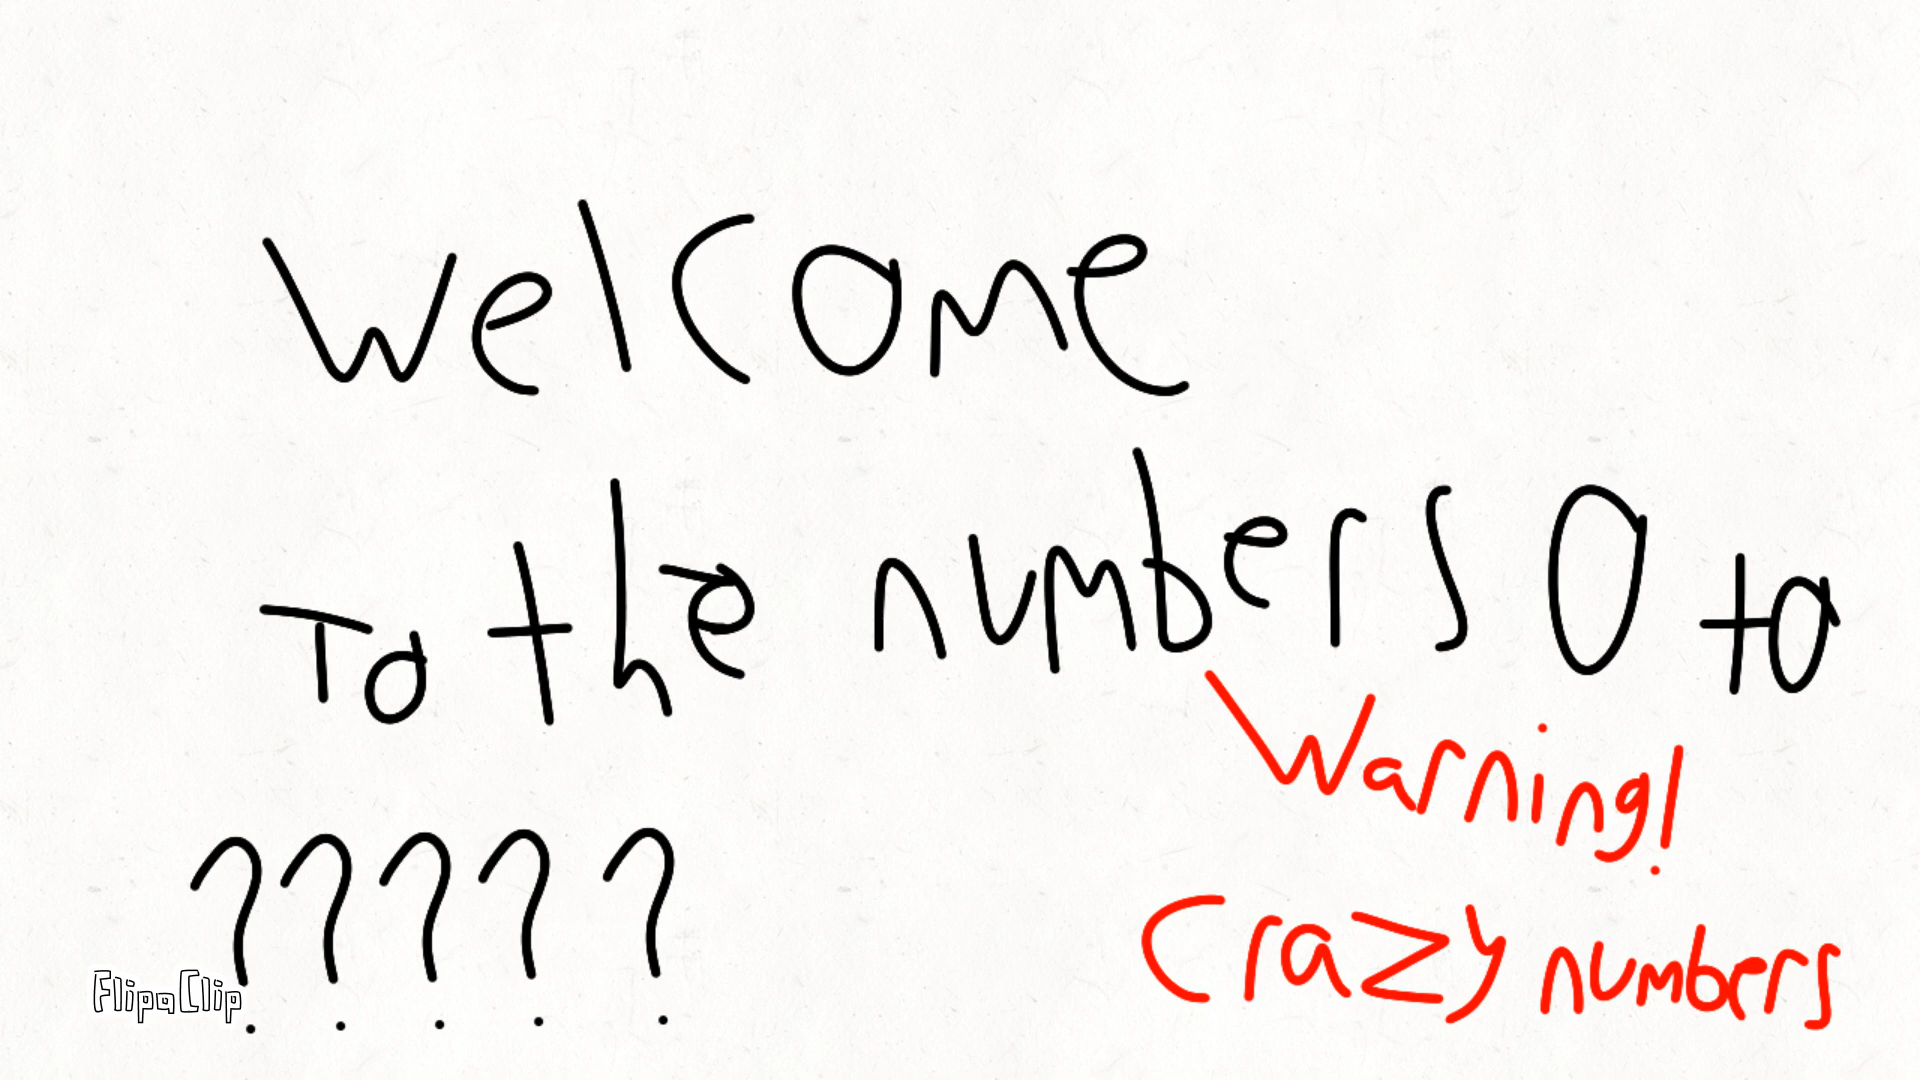 Welcome
To the numbers 0 to
?????
Warning!
Crazy numbers
FlipaClip